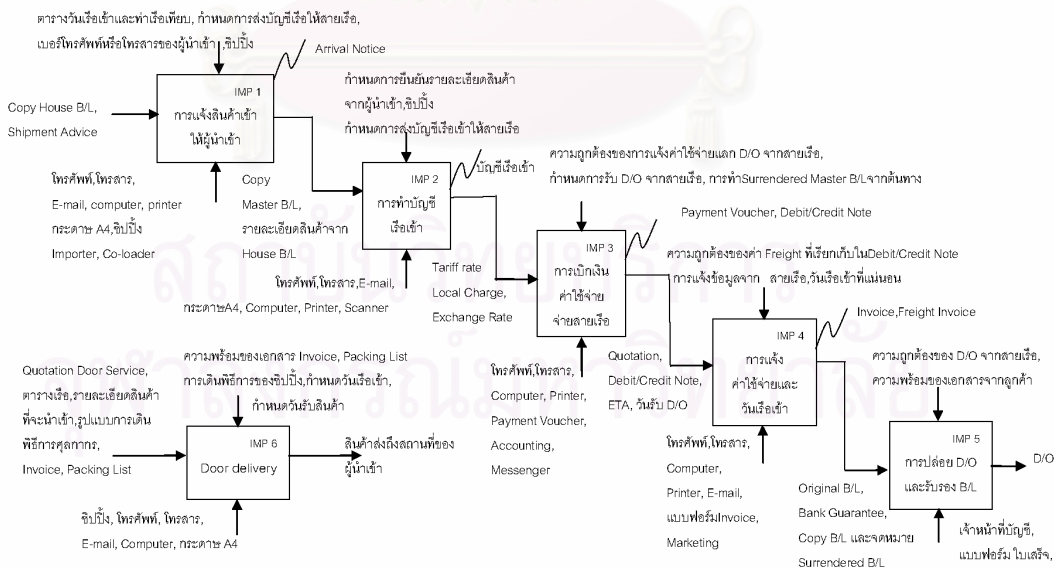 ตารางวันเรือเข้าและท่าเรือเทียบ, กำหนดการส่งบัญชีเรือให้สายเรือ,
เบอร์โทรศัพท์หรือโทรสารของผู้นำเข้า ,ชิปปิ้ง
Arrival Notice
IMP 1
การแจ้งสินค้าเข้า
ให้ผู้นำเข้า
Copy House B/L,
Shipment Advice
โทรศัพท์,โทรสาร,
E-mail, computer, printer
กระดาษ A4,ชิปปิ้ง
Importer, Co-loader
กำหนดการยืนยันรายละเอียดสินค้า
จากผู้นำเข้า,ชิปปิ้ง
กำหนดการส่งบัญชีเรือเข้าให้สายเรือ
บัญชีเรือเข้า
IMP 2
การทำบัญชี
เรือเข้า
Copy
Master B/L,
รายละเอียดสินค้าจาก
House B/L
โทรศัพท์,โทรสาร,E-mail,
กระดาษA4, Computer, Printer, Scanner
ความถูกต้องของการแจ้งค่าใช้จ่ายแลก D/O จากสายเรือ,
กำหนดการรับ D/O จากสายเรือ, การทำSurrendered Master B/Lจากต้นทาง
Payment Voucher, Debit/Credit Note
IMP 3
การเบิกเงิน
ค่าใช้จ่าย
จ่ายสายเรือ
Tariff rate
Local Charge,
Exchange Rate
โทรศัพท์,โทรสาร,
Computer, Printer,
Payment Voucher,
Accounting,
Messenger
ความถูกต้องของค่า Freight ที่เรียกเก็บในDebit/Credit Note
การแจ้งข้อมูลจาก สายเรือ,วันเรือเข้าที่แน่นอน
Invoice,Freight Invoice
IMP 4
การแจ้ง
ค่าใช้จ่ายและ
วันเรือเข้า
Quotation,
Debit/Credit Note,
ETA, วันรับ D/O
โทรศัพท์,โทรสาร,
Computer,
Printer, E-mail,
แบบฟอร์มInvoice,
Marketing
ความถูกต้องของ D/O จากสายเรือ,
ความพร้อมของเอกสารจากลูกค้า
IMP 5
การปล่อย D/O
และรับรอง B/L
D/O
Original B/L,
Bank Guarantee,
Copy B/L และจดหมาย
Surrendered B/L
เจ้าหน้าที่บัญชี,
แบบฟอร์ม ใบเสร็จ,
ความพร้อมของเอกสาร Invoice, Packing List
การเดินพิธีการของชิปปิ้ง,กำหนดวันเรือเข้า,
กำหนดวันรับสินค้า
Quotation Door Service,
ตารางเรือ,รายละเอียดสินค้า
ที่จะนำเข้า,รูปแบบการเดิน
พิธีการศุลกากร,
Invoice, Packing List
IMP 6
Door delivery
สินค้าส่งถึงสถานที่ของ
ผู้นำเข้า
ชิปปิ้ง, โทรศัพท์, โทรสาร,
E-mail, Computer, กระดาษ A4
สถาบันวิทยบริการ
จุฬาลงกรณ์มหาวิทยาลัย